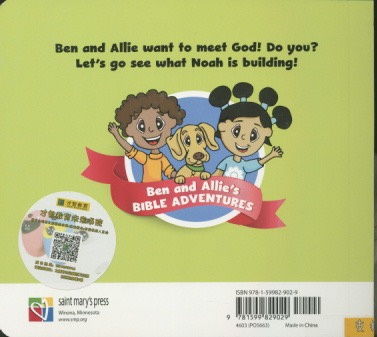 Ben and Allie want to meet God! Do you?
Let's go see what Noah is building!
Ben and Allie's
BIBLE ADVENTURES
saint mary's press
Winona, Minnesota
www.smp.org
ISBN 978-1-59982-902-9
9 781599 829029
4603 (PO5663) Made in China